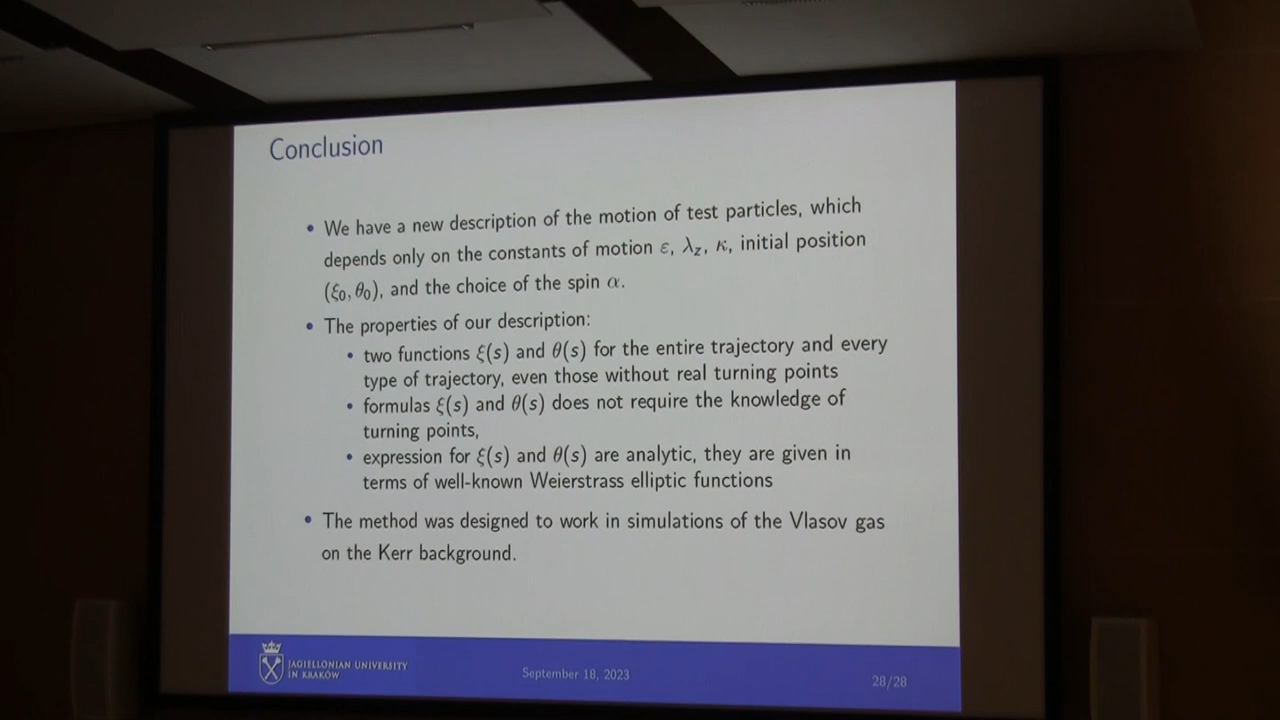 Conclusion
• We have a new description of the motion of test particles, which
depends only on the constants of motion ε, λz, κ, initial position
(ξ0, θ0), and the choice of the spin α.
• The properties of our description:
• two functions ξ(s) and θ(s) for the entire trajectory and every
type of trajectory, even those without real turning points
• formulas ξ(s) and θ(s) does not require the knowledge of
turning points,
• expression for ξ(s) and θ(s) are analytic, they are given in
terms of well-known Weierstrass elliptic functions
• The method was designed to work in simulations of the Vlasov gas
on the Kerr background.
JAGIELLONIAN UNIVERSITY
IN KRAKÓW
September 18, 2023
28/28